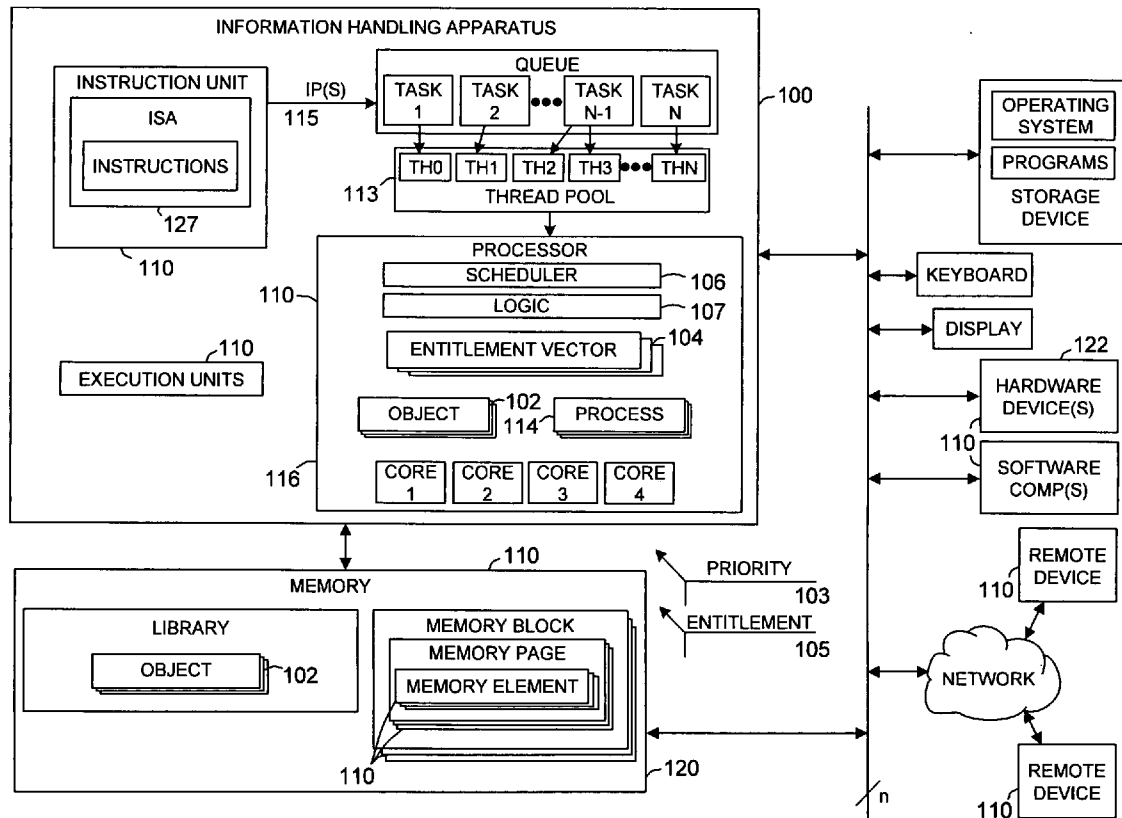 INFORMATION HANDLING APPARATUS
INSTRUCTION UNIT
ISA
INSTRUCTIONS
127
110
IP(S)
115
QUEUE
TASK
1
TASK
2
TASK
N-1
TASK
N
100
TH0
TH1
TH2
TH3
THN
113
THREAD POOL
PROCESSOR
SCHEDULER
106
110
LOGIC
107
ENTITLEMENT VECTOR
104
110
EXECUTION UNITS
OBJECT
102
114
PROCESS
116
CORE
1
CORE
2
CORE
3
CORE
4
OPERATING
SYSTEM
PROGRAMS
STORAGE
DEVICE
KEYBOARD
DISPLAY
122
HARDWARE
DEVICE(S)
110
110
SOFTWARE
COMP(S)
110
MEMORY
LIBRARY
OBJECT
102
MEMORY BLOCK
MEMORY PAGE
MEMORY ELEMENT
110
120
PRIORITY
103
ENTITLEMENT
105
REMOTE
DEVICE
110
NETWORK
REMOTE
DEVICE
110
n